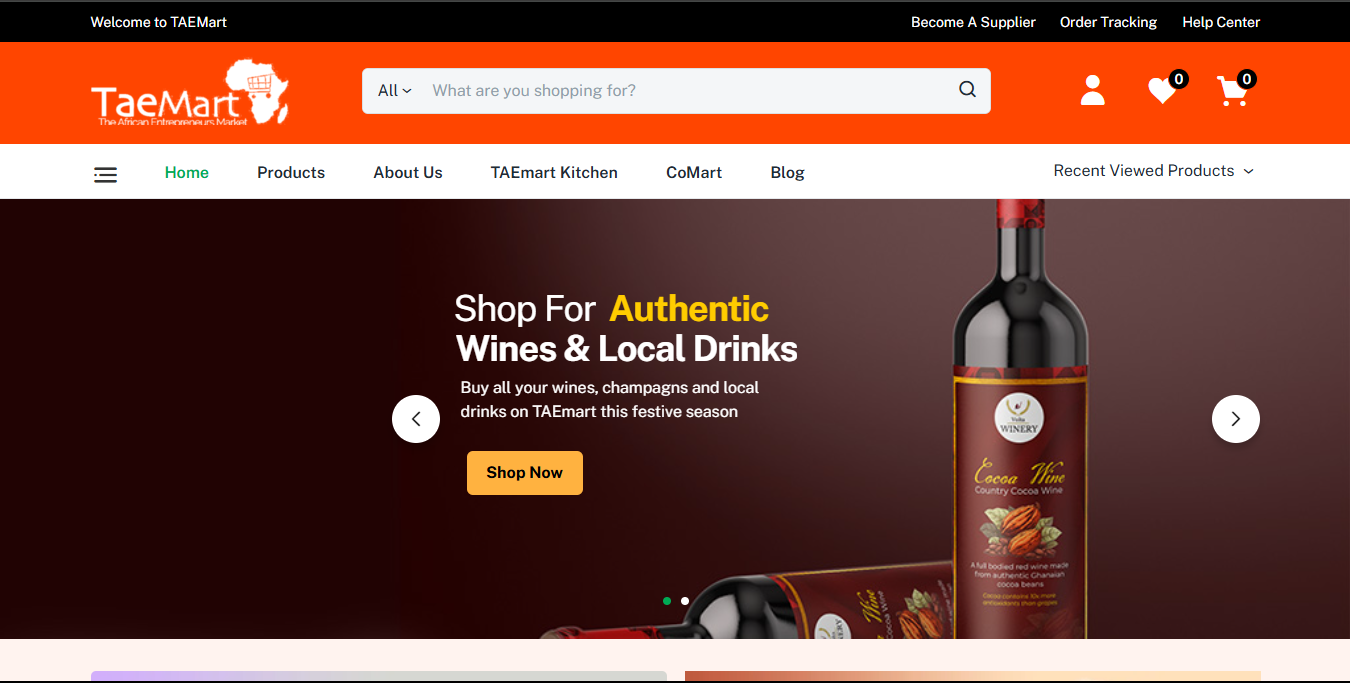 Welcome to TAEMart
Become A Supplier
Order Tracking
Help Center
TaeMart
The African Entrepreneurs Market
All
What are you shopping for?
0
0
Home
Products
About Us
TAEmart Kitchen
CoMart
Blog
Recent Viewed Products
Shop For Authentic
Wines & Local Drinks
Buy all your wines, champagns and local
drinks on TAEmart this festive season
Shop Now
WINERY
Cocoa Wine
Country Cocoa Wine
A full bodied red wine made
from authentic Ghanaian
cocoa beans
Cocoa contains 10x more
antioxidants than grapes
WINERY
Wine
Cocoa Wine